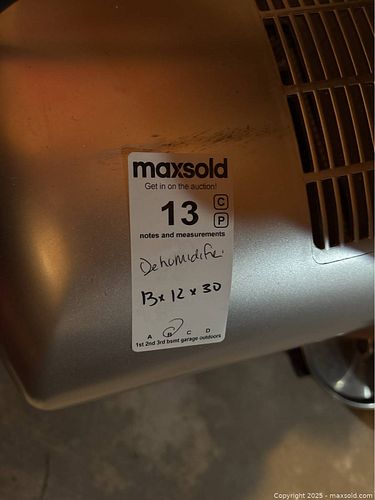 maxsold
Get in on the auction!
13 C
P
notes and measurements
Dehumidifier
13 x 12 x 30
A B C D
1st 2nd 3rd bsmt garage outdoors
Copyright 2025 - maxsold.com